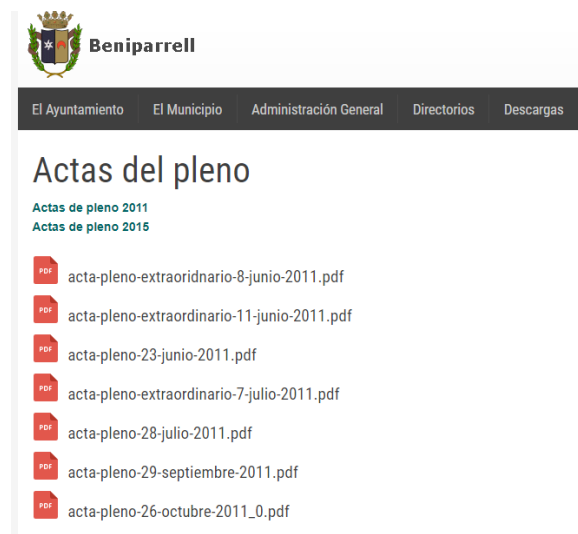 Beniparrell
El Ayuntamiento El Municipio Administración General Directorios Descargas
Actas del pleno
Actas de pleno 2011
Actas de pleno 2015
PDF acta-pleno-extraoridnario-8-junio-2011.pdf
PDF acta-pleno-extraordinario-11-junio-2011.pdf
PDF acta-pleno-23-junio-2011.pdf
PDF acta-pleno-extraordinario-7-julio-2011.pdf
PDF acta-pleno-28-julio-2011.pdf
PDF acta-pleno-29-septiembre-2011.pdf
PDF acta-pleno-26-octubre-2011_0.pdf